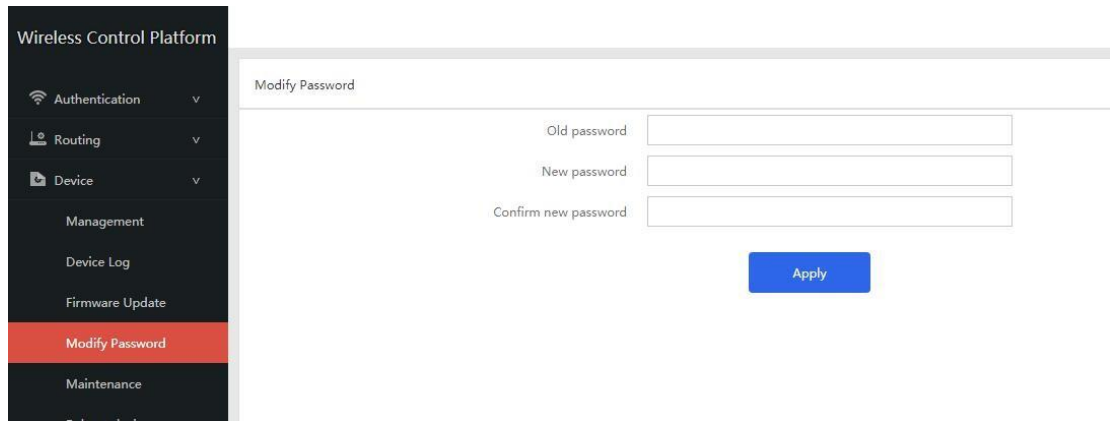 Wireless Control Platform
Authentication
Routing
Device
Management
Device Log
Firmware Update
Modify Password
Maintenance
Modify Password
Old password
New password
Confirm new password
Apply